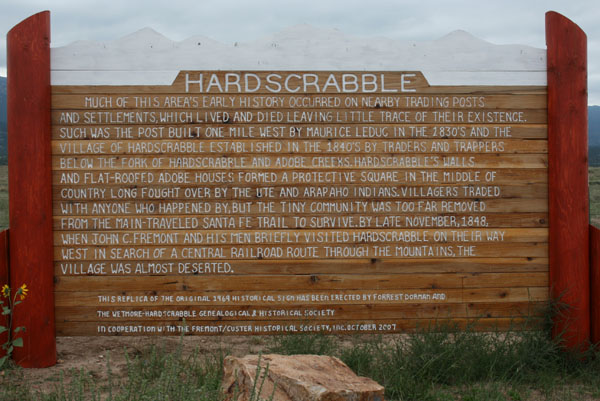 HARDSCRABBLE
MUCH OF THIS AREA'S EARLY HISTORY OCCURRED ON NEARBY TRADING POSTS
AND SETTLEMENTS, WHICH LIVED AND DIED LEAVING LITTLE TRACE OF THEIR EXISTENCE.
SUCH WAS THE POST BUILT ONE MILE WEST BY MAURICE LEDUC IN THE 1830'S AND THE
VILLAGE OF HARDSCRABBLE ESTABLISHED IN THE 1840'S BY TRADERS AND TRAPPERS
BELOW THE FORK OF HARDSCRABBLE AND ADOBE CREEKS. HARDSCRABBLE'S WALLS
AND FLAT-ROOFED ADOBE HOUSES FORMED A PROTECTIVE SQUARE IN THE MIDDLE OF
COUNTRY LONG FOUGHT OVER BY THE UTE AND ARAPAHO INDIANS. VILLAGERS TRADED
WITH ANYONE WHO HAPPENED BY, BUT THE TINY COMMUNITY WAS TOO FAR REMOVED
FROM THE MAIN-TRAVELED SANTA FE TRAIL TO SURVIVE. BY LATE NOVEMBER, 1848,
WHEN JOHN C. FREMONT AND HIS MEN BRIEFLY VISITED HARDSCRABBLE ON THEIR WAY
WEST IN SEARCH OF A CENTRAL RAILROAD ROUTE THROUGH THE MOUNTAINS, THE
VILLAGE WAS ALMOST DESERTED.
THIS REPLICA OF THE ORIGINAL 1969 HISTORICAL SIGN HAS BEEN ERECTED BY FORREST DORMAN AND
THE WETMORE-HARDSCRABBLE GENEALOGICAL & HISTORICAL SOCIETY
IN COOPERATION WITH THE FREMONT/CUSTER HISTORICAL SOCIETY, INC. OCTOBER 2007.